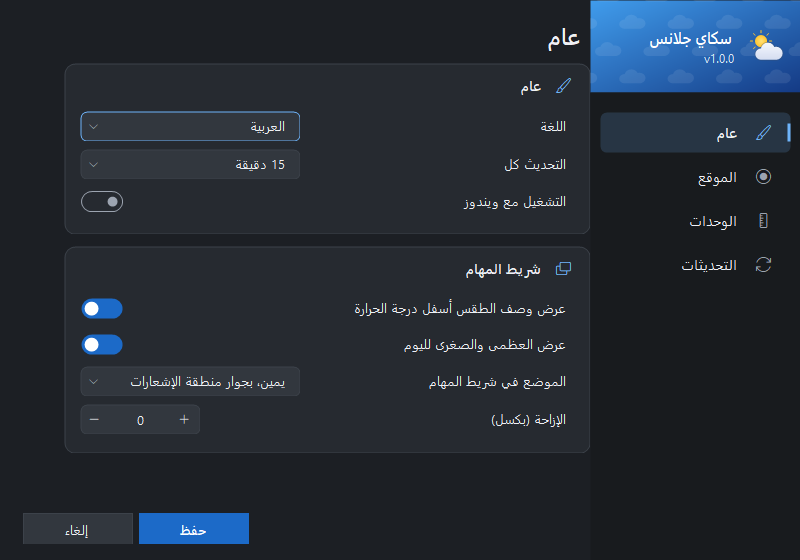 سكاي جلانس
v1.0.0
عام
الموقع
الوحدات
التحديثات
عام
عام
اللغة العربية
التحديث كل 15 دقيقة
التشغيل مع ويندوز
شريط المهام
عرض وصف الطقس أسفل درجة الحرارة
عرض العظمى والصغرى لليوم
الموضع في شريط المهام يمين، بجوار منطقة الإشعارات
الإزاحة (بكسل) + 0 −
حفظ إلغاء